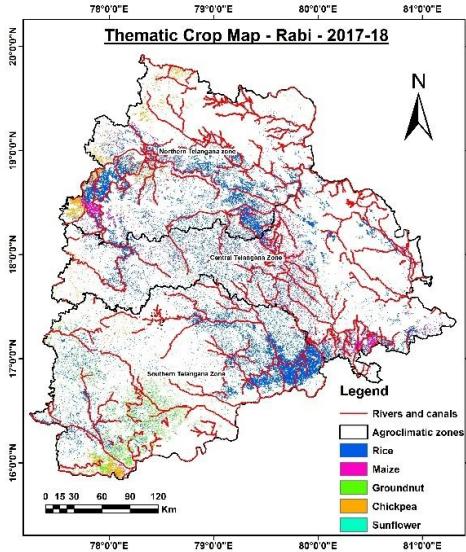 78°0'0"E 79°0'0"E 80°0'0"E 81°0'0"E
Thematic Crop Map - Rabi - 2017-18
20°0'0"N
N
19°0'0"N
Northern Telangana zone
18°0'0"N
Central Telangana Zone
17°0'0"N
Southern Telangana Zone
16°0'0"N
Legend
Rivers and canals
Agroclimatic zones
Rice
Maize
Groundnut
Chickpea
Sunflower
0 15 30 60 90 120
Km
78°0'0"E 79°0'0"E 80°0'0"E 81°0'0"E